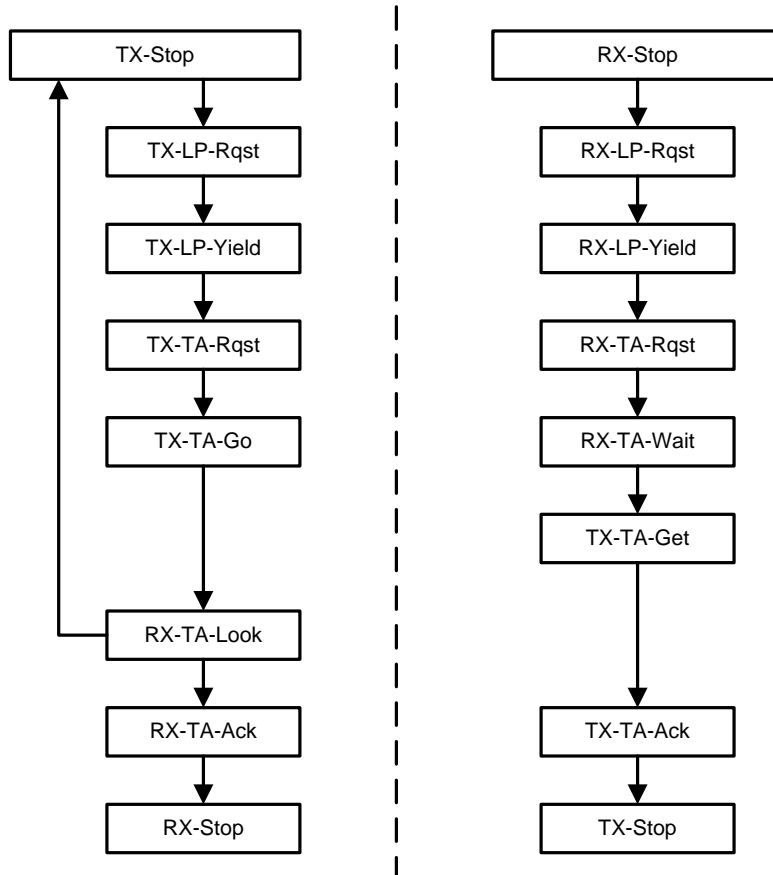 TX-Stop
TX-LP-Rqst
TX-LP-Yield
TX-TA-Rqst
TX-TA-Go
RX-TA-Look
RX-TA-Ack
RX-Stop
RX-Stop
RX-LP-Rqst
RX-LP-Yield
RX-TA-Rqst
RX-TA-Wait
TX-TA-Get
TX-TA-Ack
TX-Stop